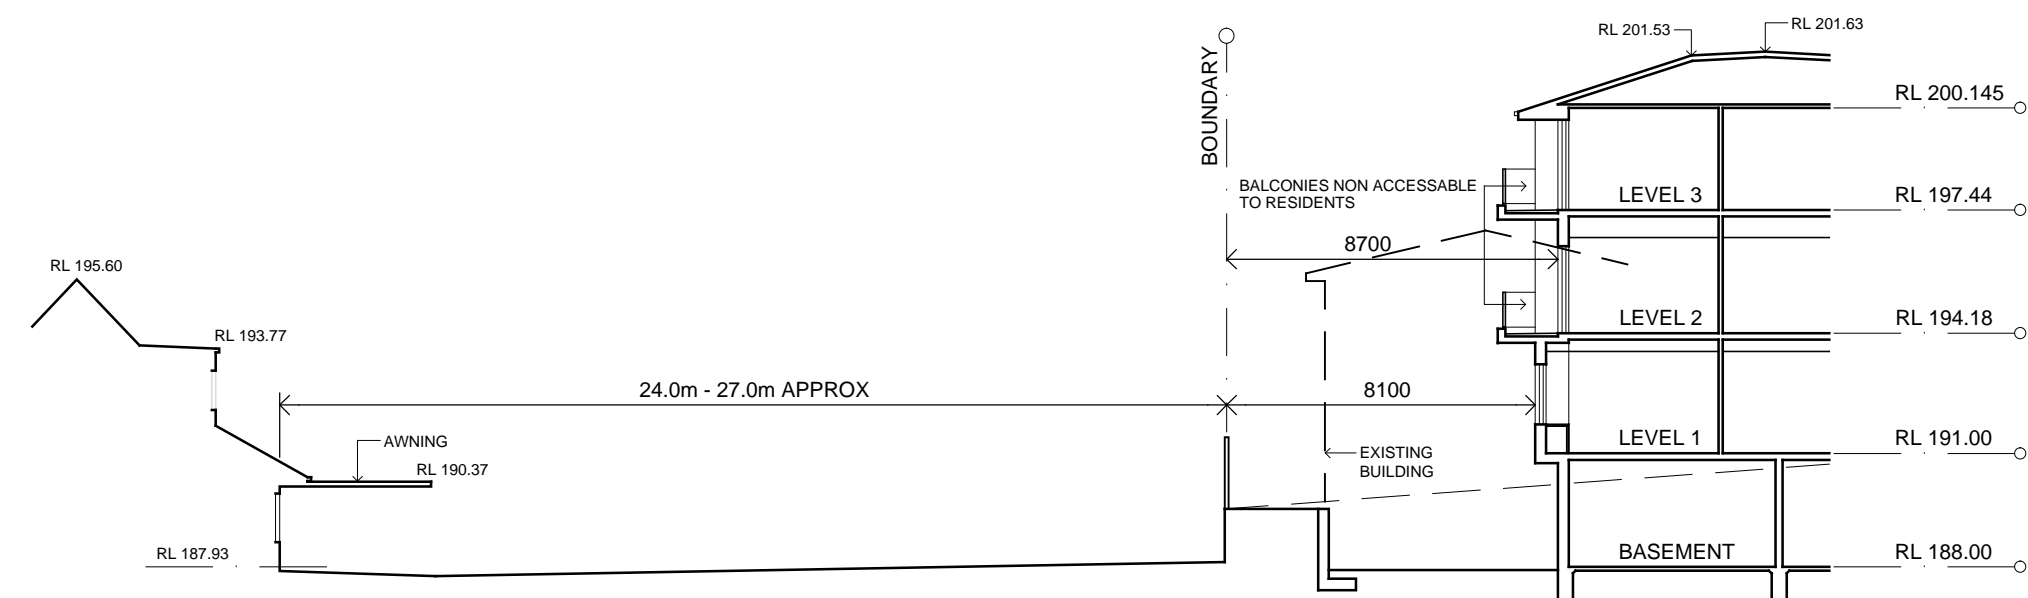 RL 201.53
RL 201.63
BOUNDARY
RL 200.145
BALCONIES NON ACCESSABLE
TO RESIDENTS
LEVEL 3
RL 197.44
8700
RL 195.60
RL 193.77
LEVEL 2
RL 194.18
24.0m - 27.0m APPROX
8100
AWNING
RL 190.37
EXISTING
BUILDING
LEVEL 1
RL 191.00
RL 187.93
BASEMENT
RL 188.00